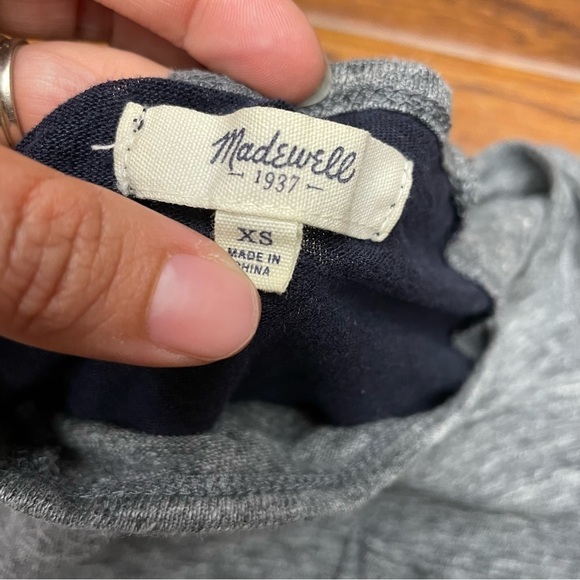 Madewell
— 1937 —
XS
MADE IN
CHINA